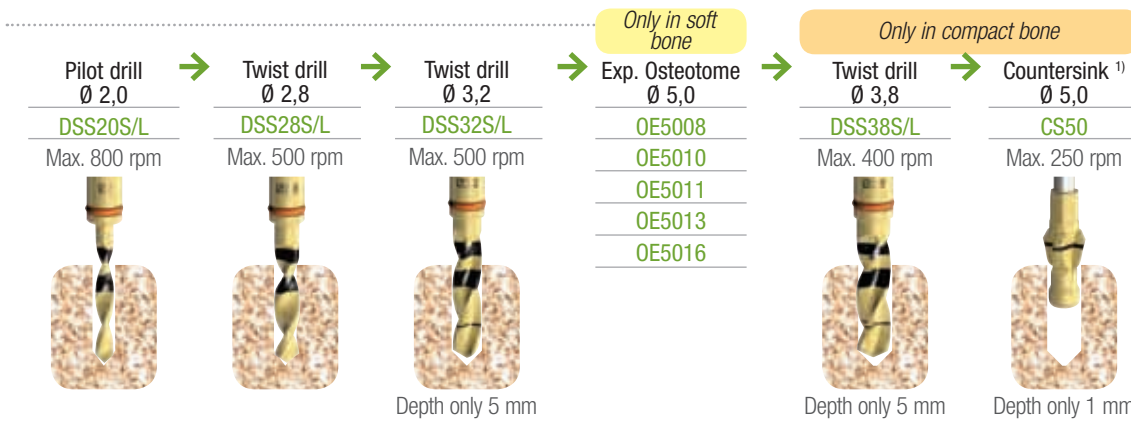 Only in soft
bone
Only in compact bone
Pilot drill
Ø 2,0
DSS20S/L
Max. 800 rpm
Twist drill
Ø 2,8
DSS28S/L
Max. 500 rpm
Twist drill
Ø 3,2
DSS32S/L
Max. 500 rpm
Depth only 5 mm
Exp. Osteotome
Ø 5,0
OE5008
OE5010
OE5011
OE5013
OE5016
Twist drill
Ø 3,8
DSS38S/L
Max. 400 rpm
Depth only 5 mm
Countersink 1)
Ø 5,0
CS50
Max. 250 rpm
Depth only 1 mm